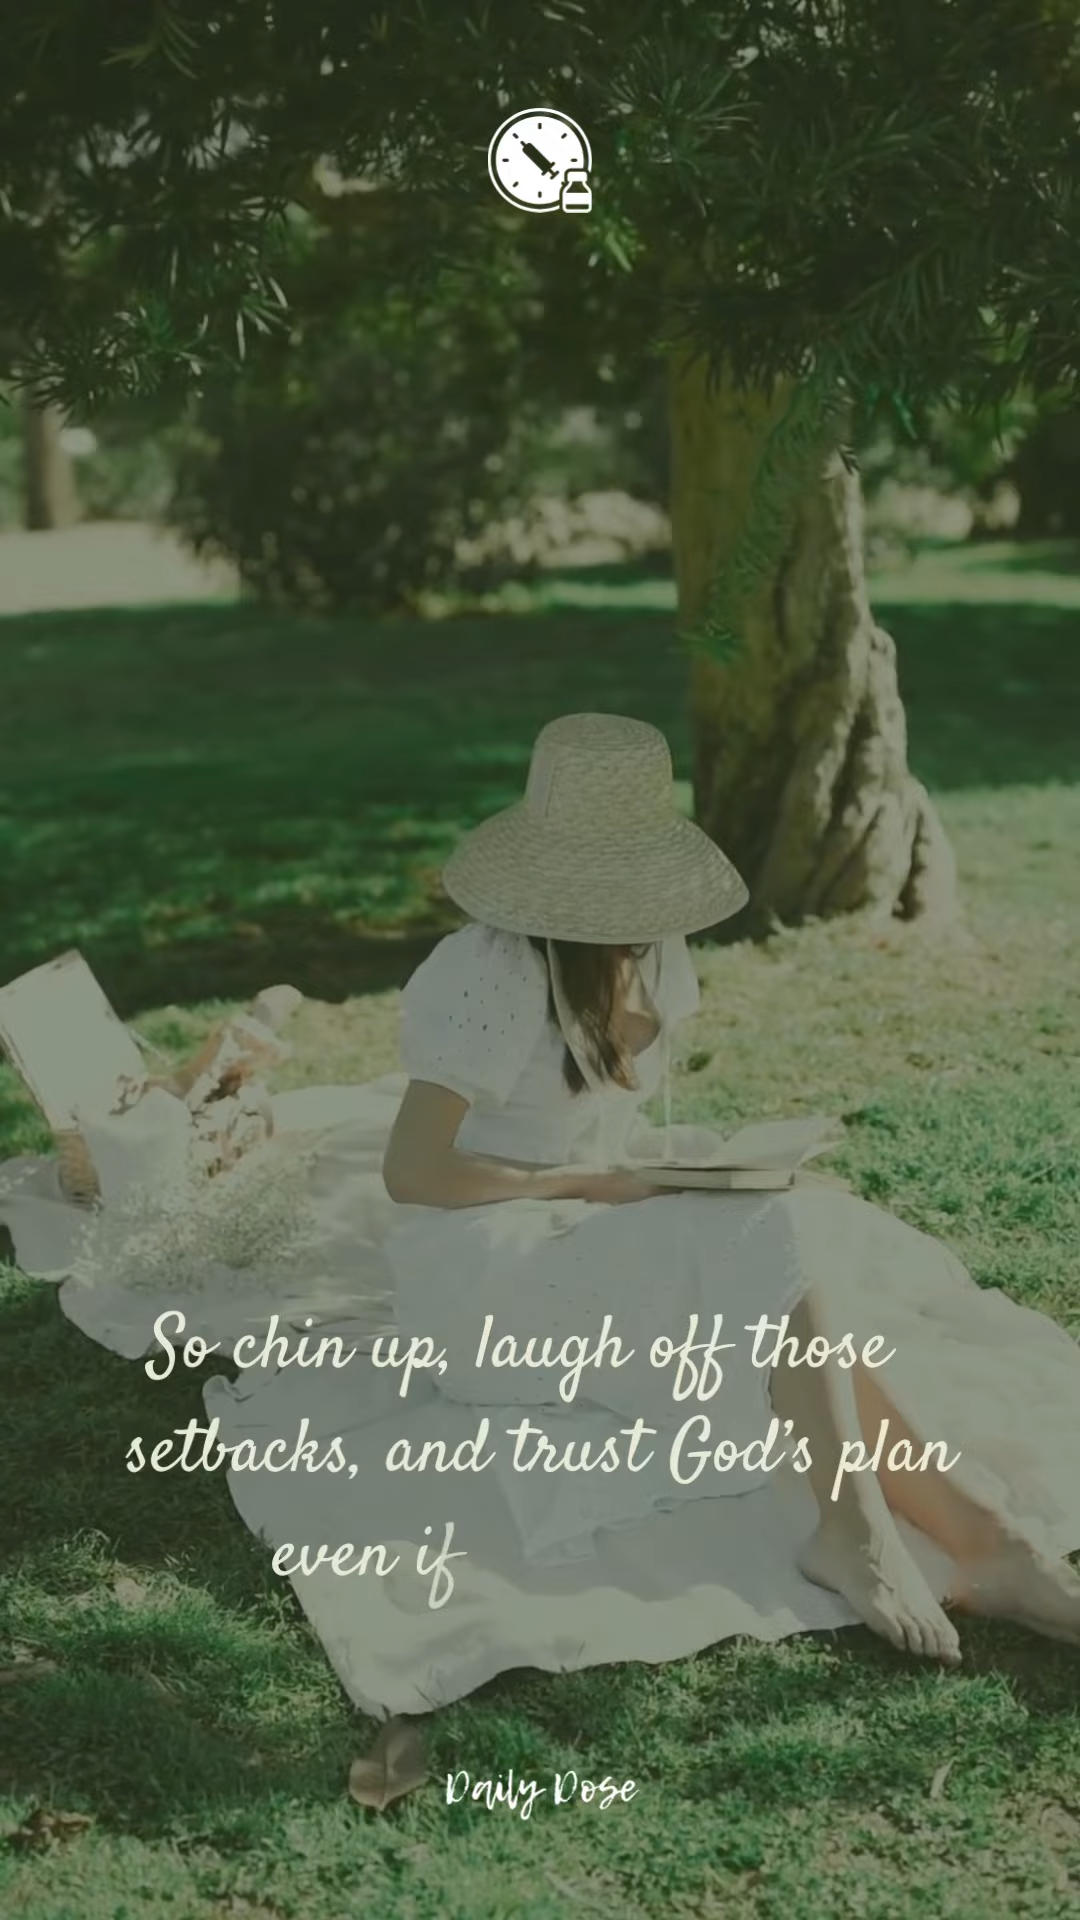 So chin up, laugh off those
setbacks, and trust God's plan
even if
Daily Dose